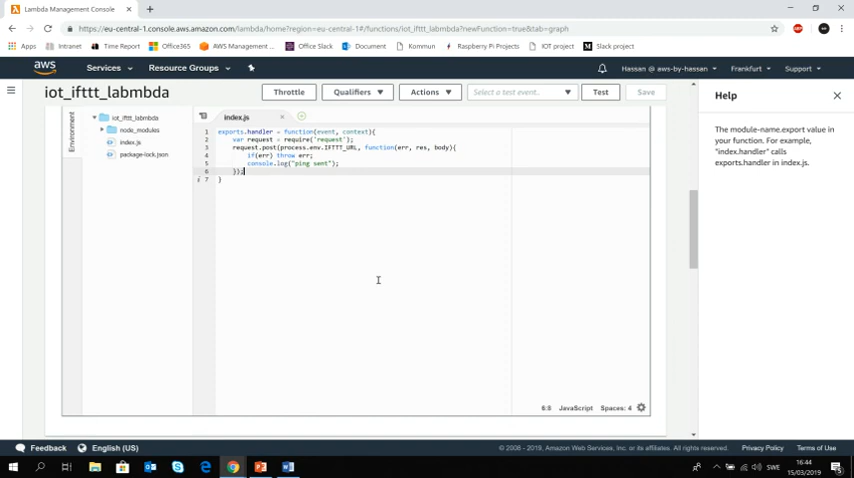 Lambda Management Console
https://eu-central-1.console.aws.amazon.com/lambda/home?region=eu-central-1#/functions/iot_ifttt_labmbda?newFunction=true&tab=graph
Apps Intranet Time Report Office365 AWS Management ... Office Slack Document Kommun Raspberry Pi Projects IOT project Slack project
aws Services Resource Groups Hassan @ aws-by-hassan Frankfurt Support
iot_ifttt_labmbda Throttle Qualifiers Actions Select a test event.. Test Save
Help
The module-name.export value in
your function. For example,
"index.handler" calls
exports.handler in index.js.
Environment
iot_ifttt_labmbda
node_modules
index.js
package-lock.json
index.js
1 exports.handler = function(event, context){
2 var request = require('request');
3 request.post(process.env.IFTTT_URL, function(err, res, body){
4 if(err) throw err;
5 console.log("ping sent");
6 });
7 }
6:8 JavaScript Spaces: 4
Feedback English (US) © 2008 - 2019, Amazon Web Services, Inc. or its affiliates. All rights reserved. Privacy Policy Terms of Use
SWE
16:44
15/03/2019